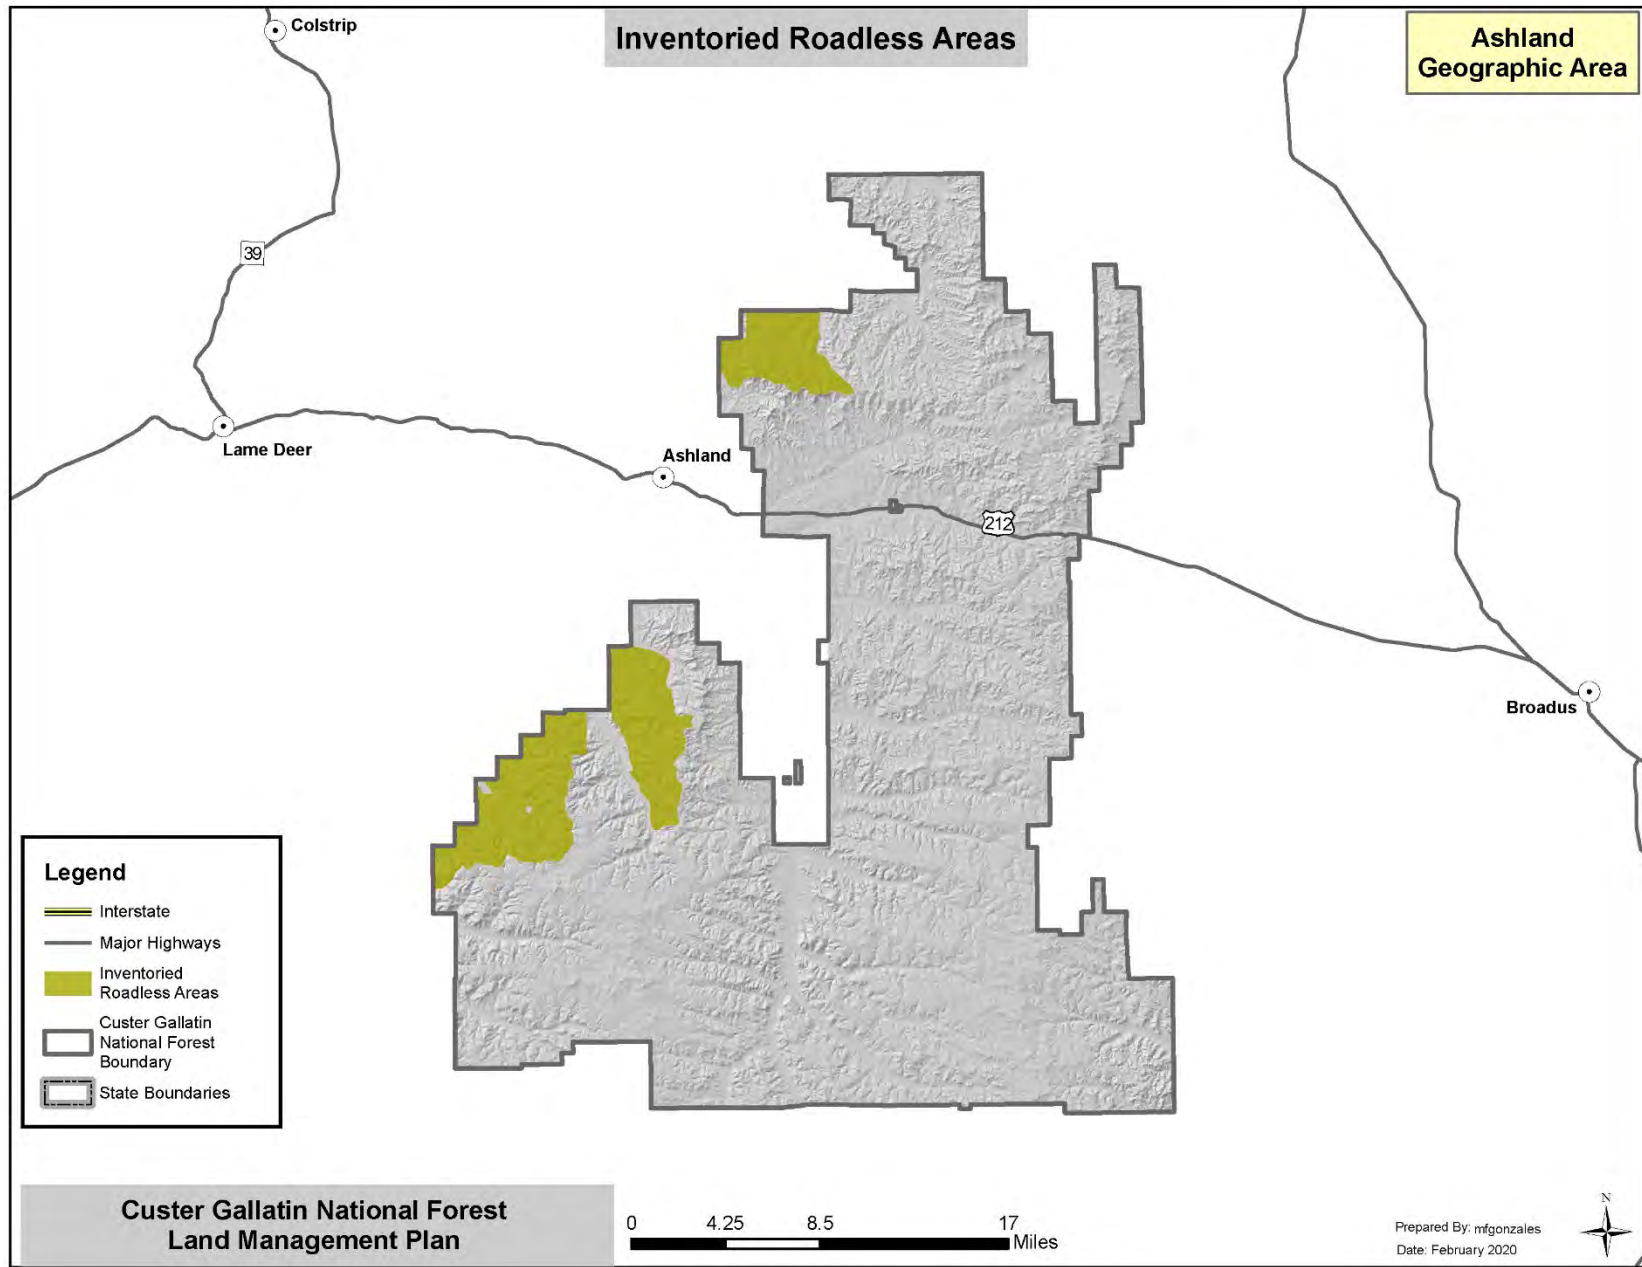 Colstrip
Inventoried Roadless Areas
Ashland
Geographic Area
39
Lame Deer
Ashland
212
Broadus
Legend
Interstate
Major Highways
Inventoried
Roadless Areas
Custer Gallatin
National Forest
Boundary
State Boundaries
Custer Gallatin National Forest
Land Management Plan
0 4.25 8.5 17
Miles
N
Prepared By: mfgonzales
Date: February 2020